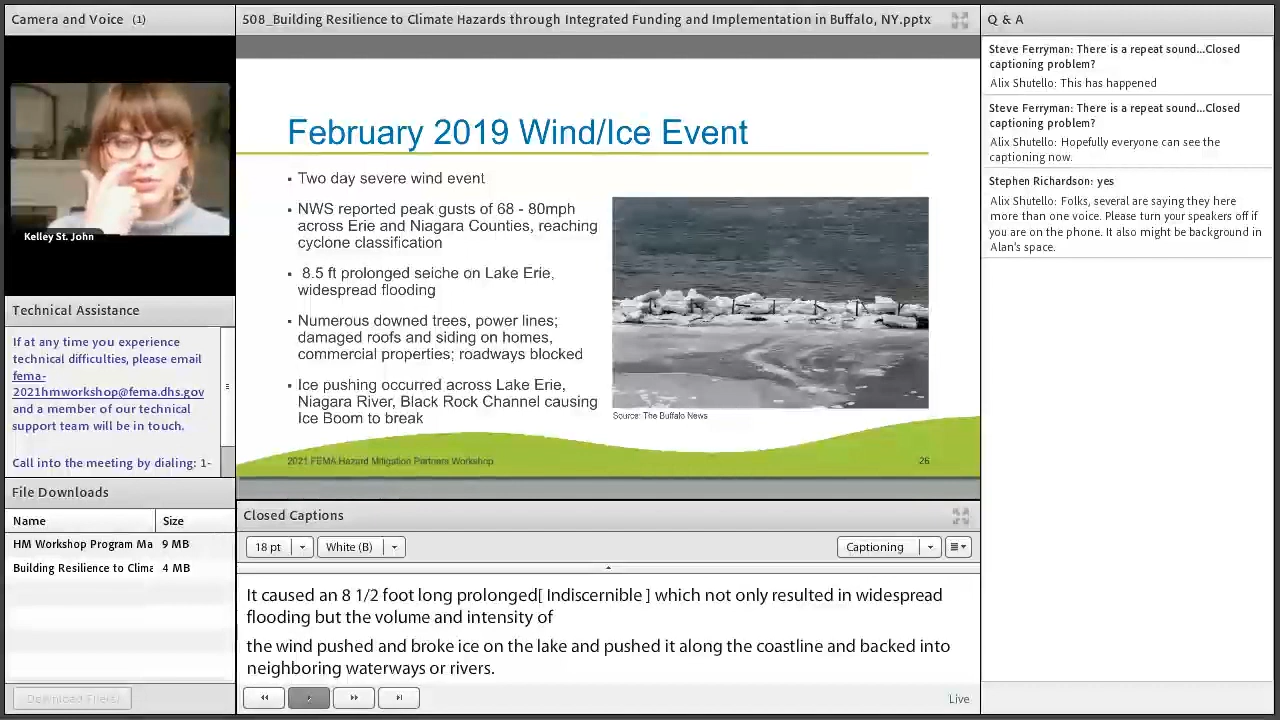 Camera and Voice (1)
Kelley St. John
Technical Assistance
If at any time you experience
technical difficulties, please email
fema-
2021hmworkshop@fema.dhs.gov
and a member of our technical
support team will be in touch.
Call into the meeting by dialing: 1-
File Downloads
Name Size
HM Workshop Program Ma 9 MB
Building Resilience to Clima 4 MB
Download File(s)
508_Building Resilience to Climate Hazards through Integrated Funding and Implementation in Buffalo, NY.pptx
February 2019 Wind/Ice Event
▪ Two day severe wind event
▪ NWS reported peak gusts of 68 - 80mph
across Erie and Niagara Counties, reaching
cyclone classification
▪ 8.5 ft prolonged seiche on Lake Erie,
widespread flooding
▪ Numerous downed trees, power lines;
damaged roofs and siding on homes,
commercial properties; roadways blocked
▪ Ice pushing occurred across Lake Erie,
Niagara River, Black Rock Channel causing
Ice Boom to break
Source: The Buffalo News
2021 FEMA Hazard Mitigation Partners Workshop 26
Closed Captions
18 pt White (B) Captioning
It caused an 8 1/2 foot long prolonged[ Indiscernible ] which not only resulted in widespread
flooding but the volume and intensity of
the wind pushed and broke ice on the lake and pushed it along the coastline and backed into
neighboring waterways or rivers.
Live
Q & A
Steve Ferryman: There is a repeat sound...Closed
captioning problem?
Alix Shutello: This has happened
Steve Ferryman: There is a repeat sound...Closed
captioning problem?
Alix Shutello: Hopefully everyone can see the
captioning now.
Stephen Richardson: yes
Alix Shutello: Folks, several are saying they here
more than one voice. Please turn your speakers off if
you are on the phone. It also might be background in
Alan's space.